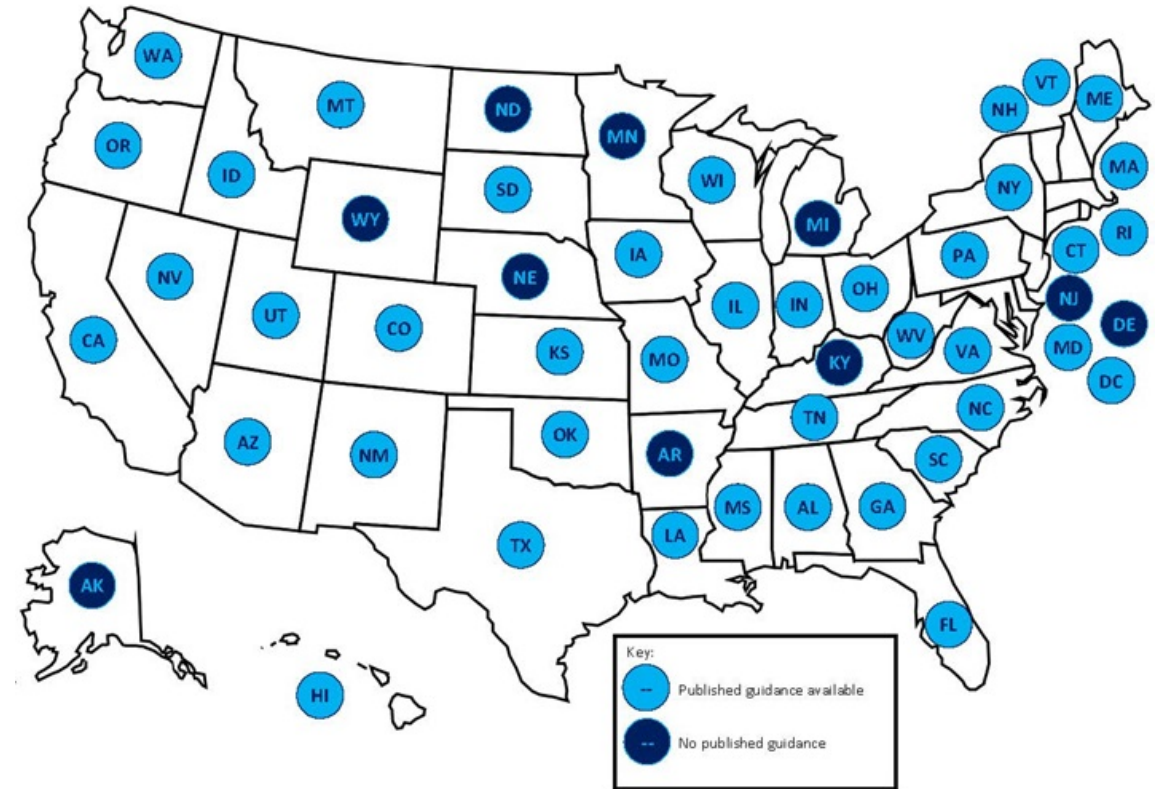 WA
MT
ND
MN
VT
NH
ME
OR
ID
SD
WI
NY
MA
WY
MI
RI
NV
NE
IA
PA
CT
UT
CO
IL
IN
OH
NJ
CA
KS
MO
KY
WV
VA
MD
DE
DC
AZ
NM
OK
AR
TN
NC
SC
TX
LA
MS
AL
GA
AK
FL
HI
Key:
-- Published guidance available
-- No published guidance